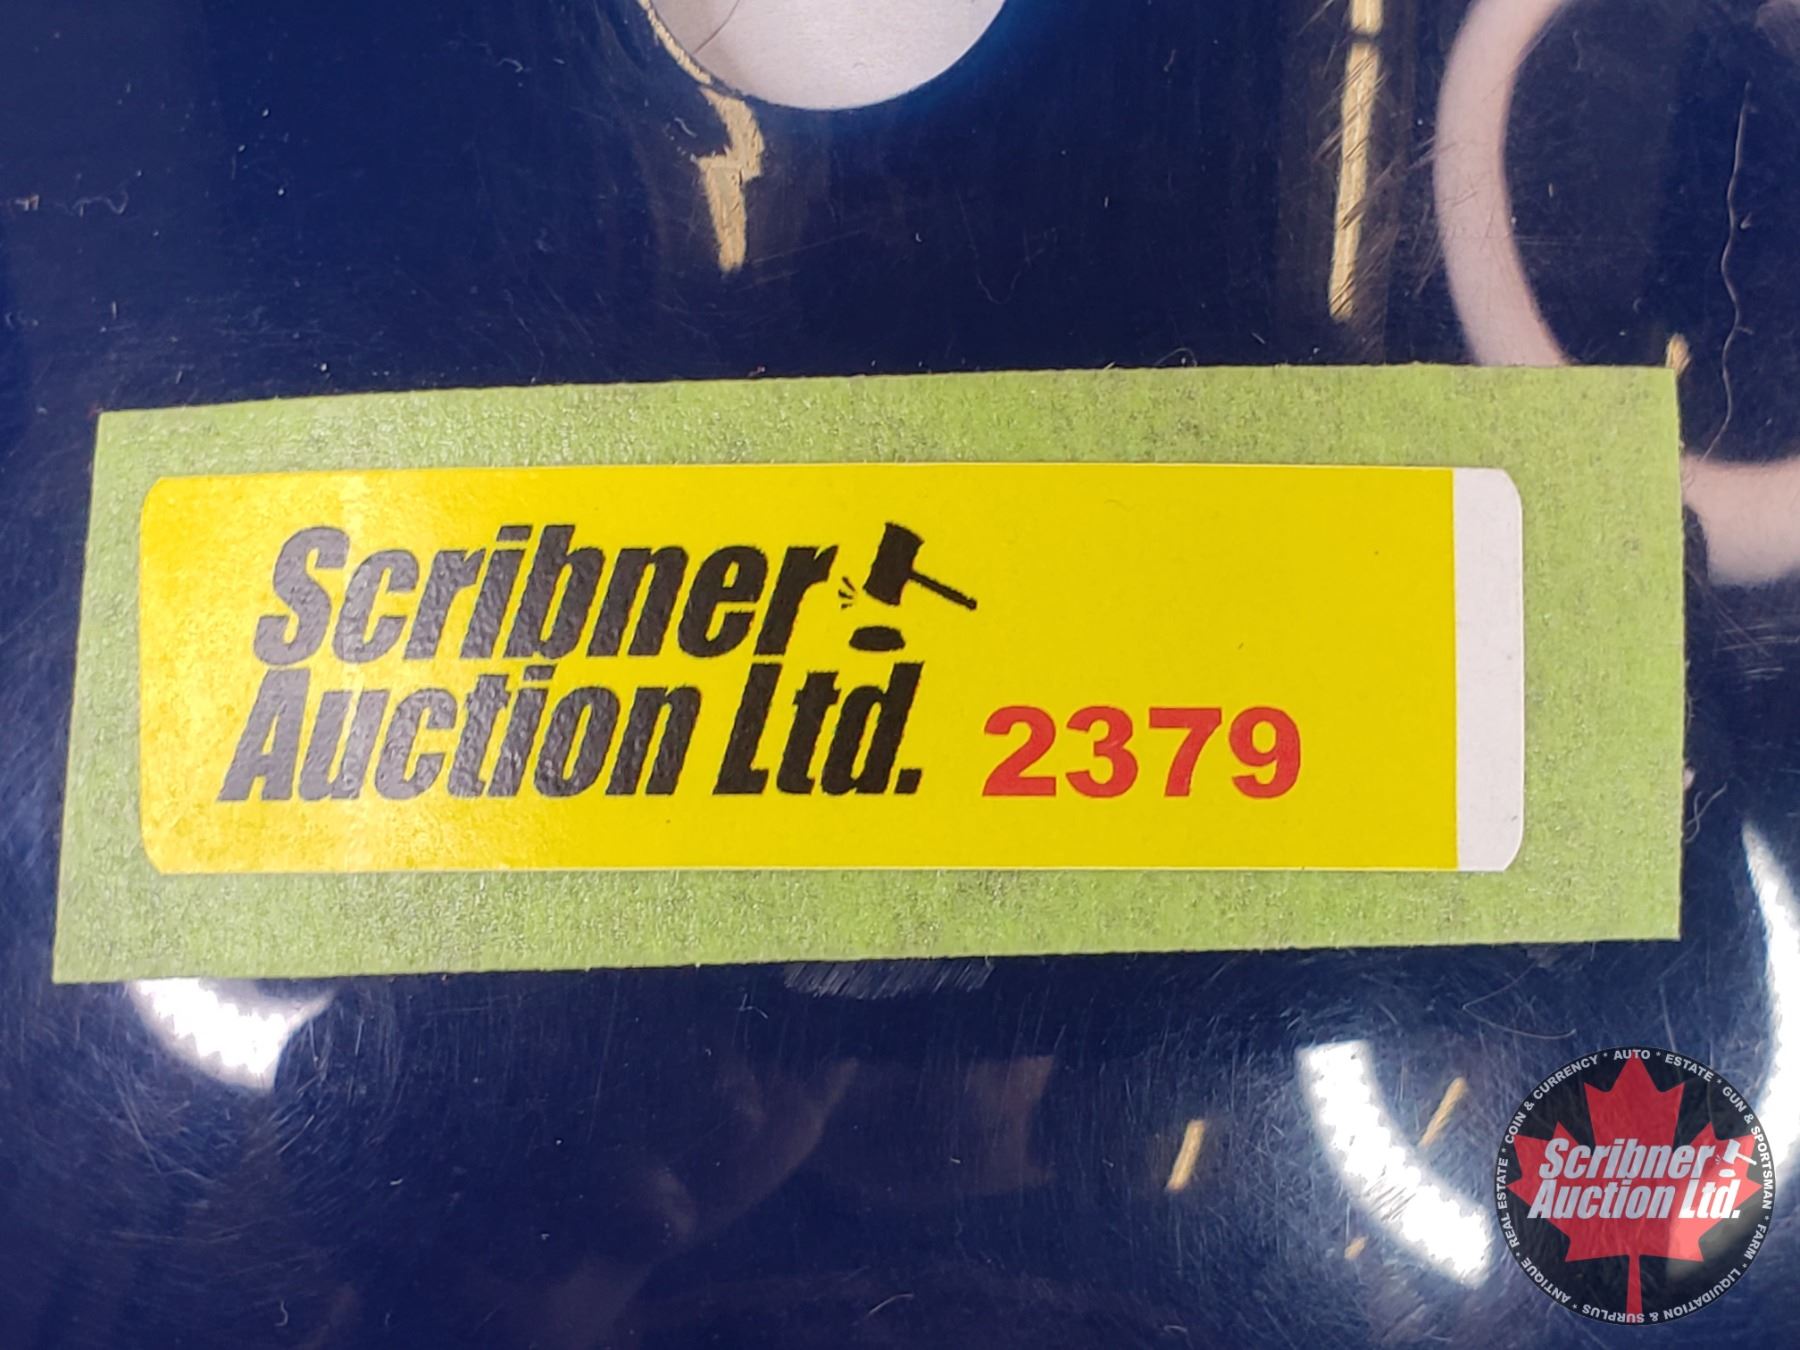 Scribner
Auction Ltd. 2379
COIN & CURRENCY * AUTO * ESTATE * GUN & SPORTSMAN * FARM * LIQUIDATION & SURPLUS * ANTIQUE * REAL ESTATE *
Scribner
Auction Ltd.